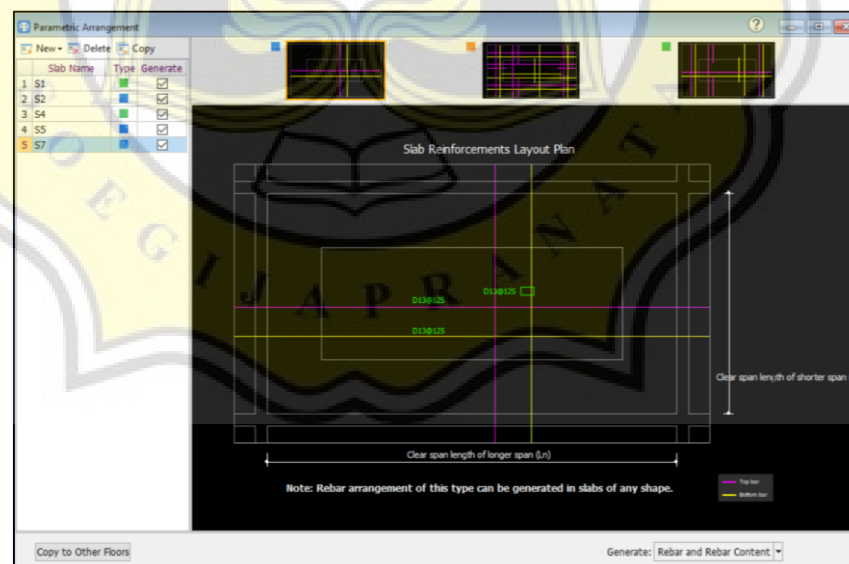 Parametric Arrangement
New Delete Copy
Slab Name Type Generate
1 S1
2 S2
3 S4
4 S5
5 S7
Slab Reinforcements Layout Plan
D13@125
D13@125
D13@125
Clear span length of shorter span
Clear span length of longer span (Ln)
Note: Rebar arrangement of this type can be generated in slabs of any shape.
Top bar
Bottom bar
OEGIJAPRANATA
Copy to Other Floors
Generate: Rebar and Rebar Content